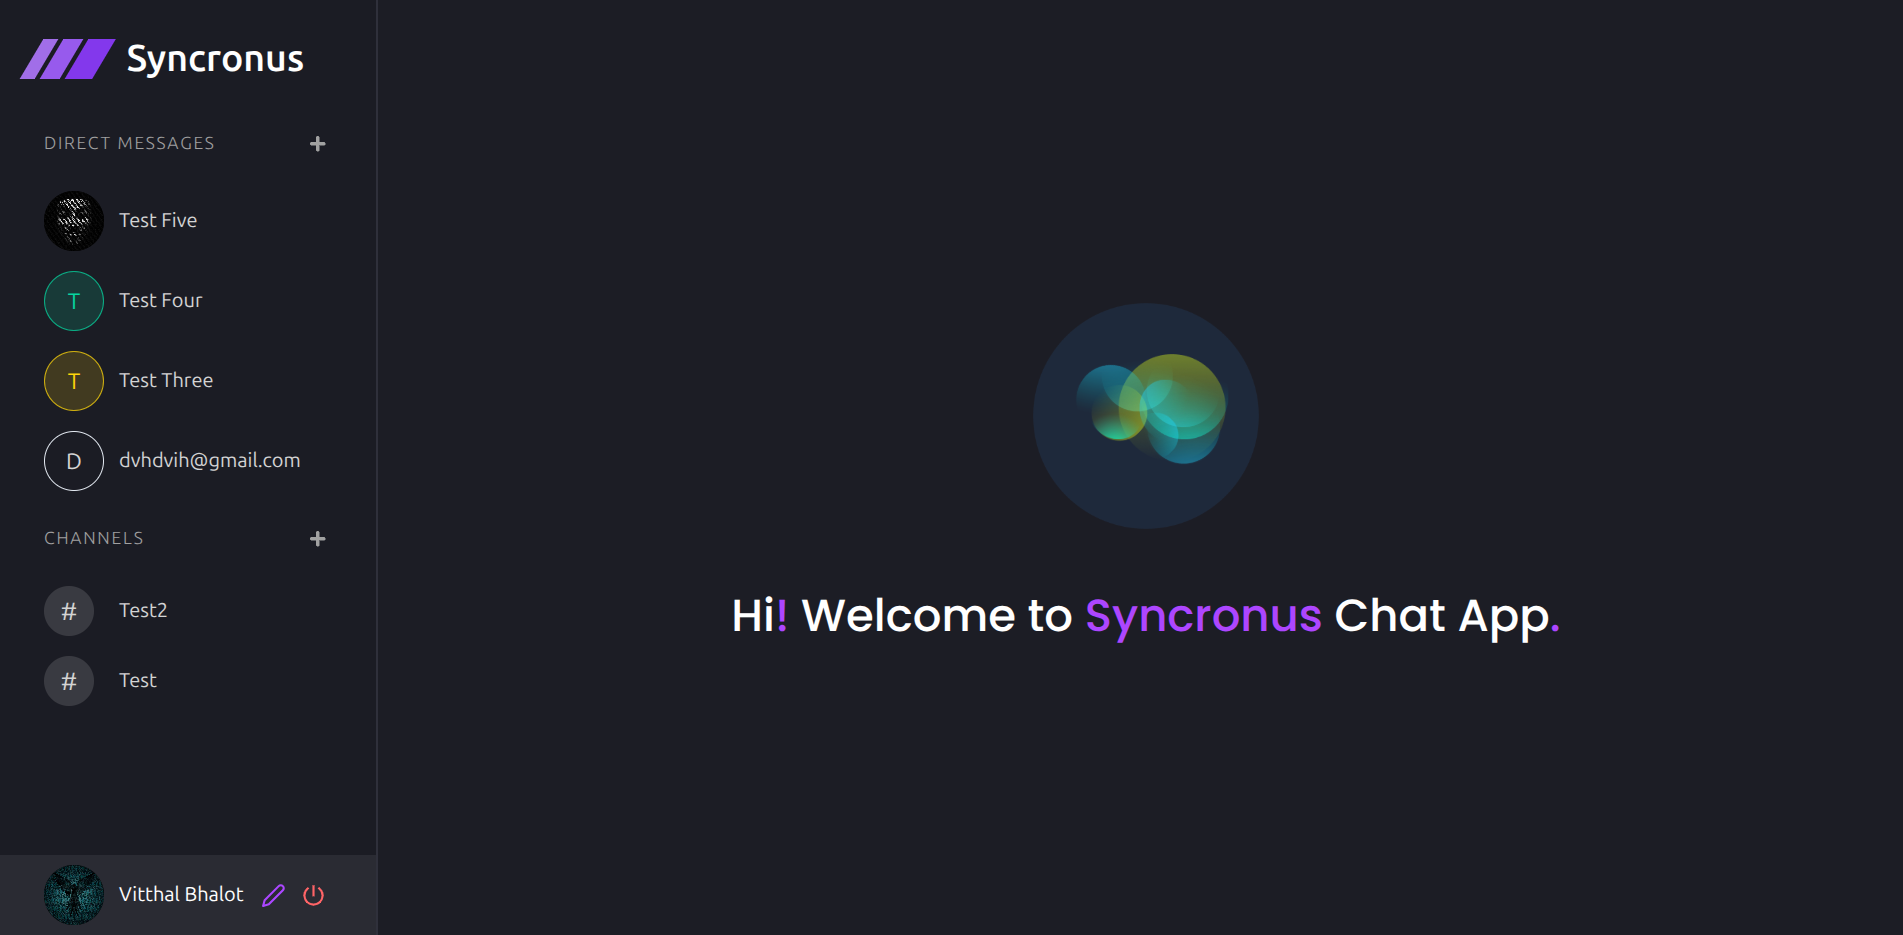 Syncronus
DIRECT MESSAGES
Test Five
T
Test Four
T
Test Three
D
dvhdvih@gmail.com
CHANNELS
# Test2
# Test
Vitthal Bhalot
Hi! Welcome to Syncronus Chat App.